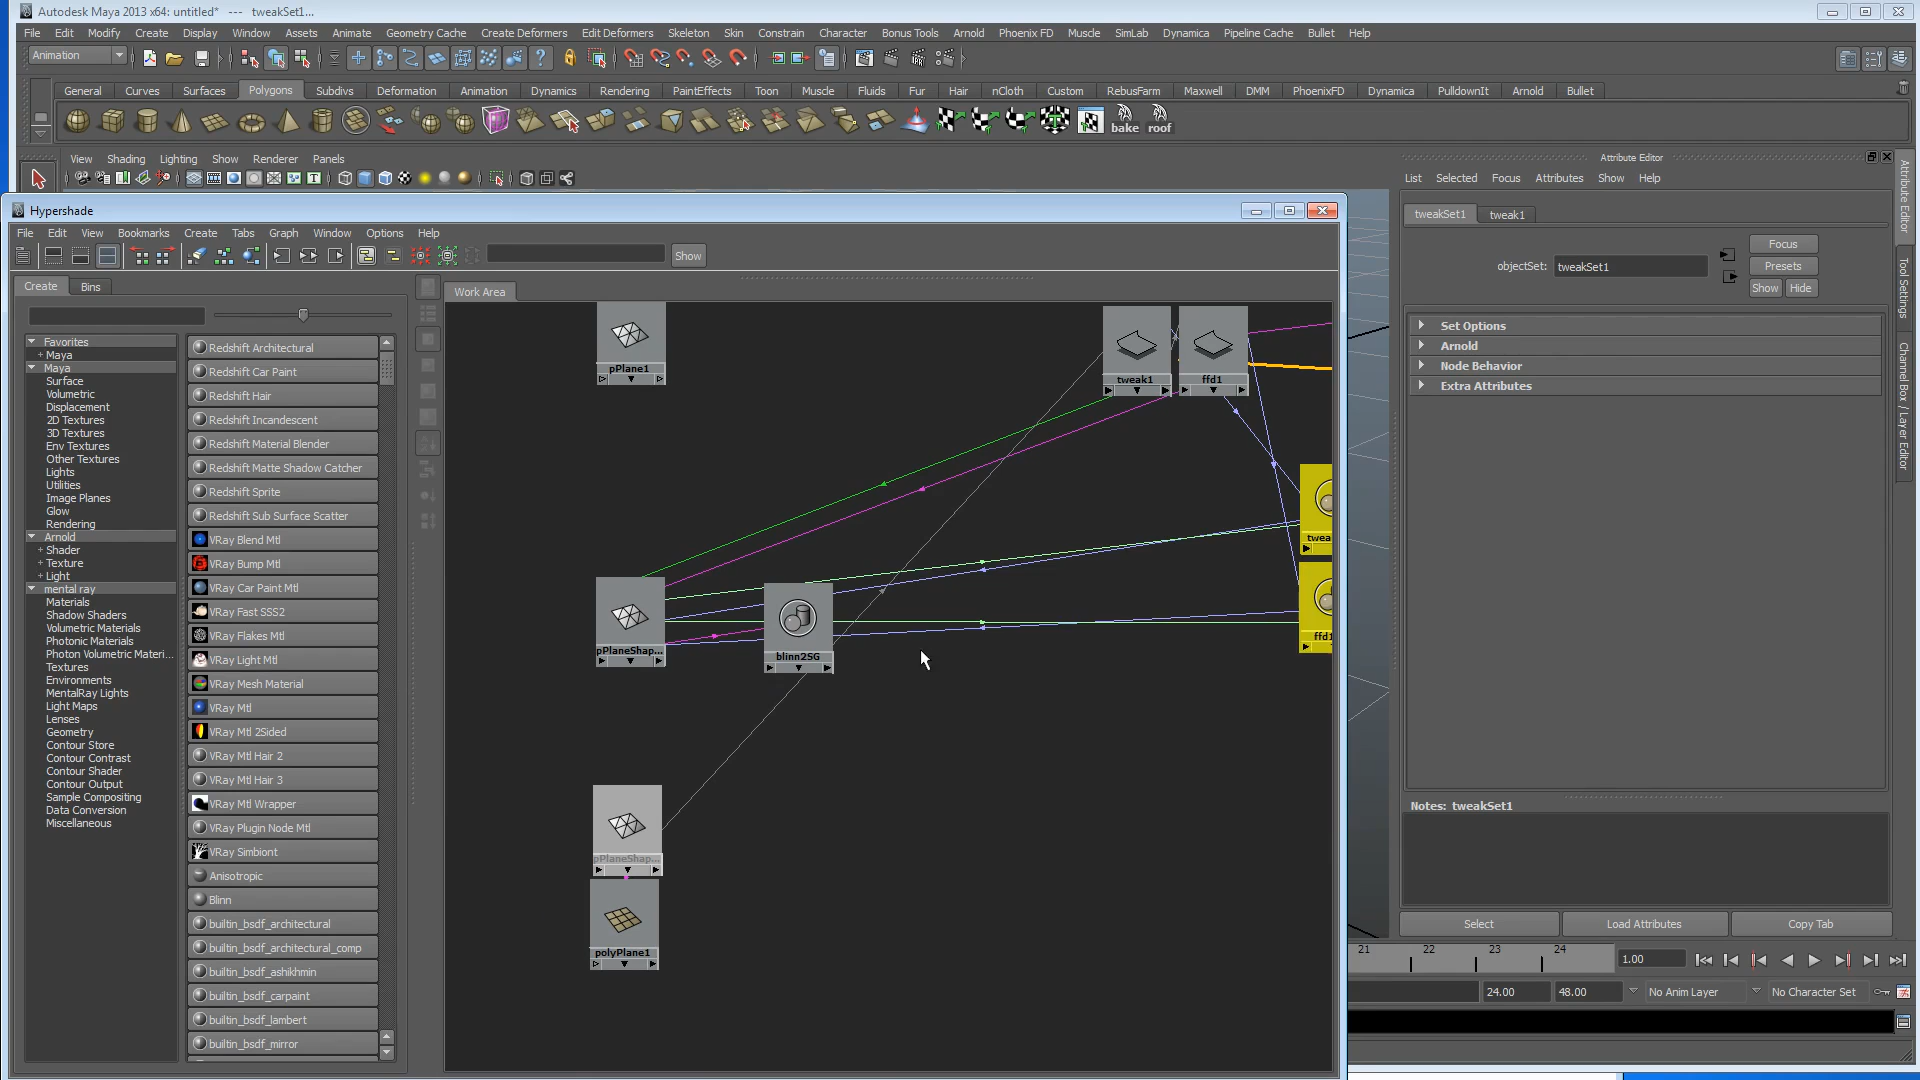 Autodesk Maya 2013 x64: untitled* --- tweakSet1...
File Edit Modify Create Display Window Assets Animate Geometry Cache Create Deformers Edit Deformers Skeleton Skin Constrain Character Bonus Tools Arnold Phoenix FD Muscle SimLab Dynamica Pipeline Cache Bullet Help
Animation
General Curves Surfaces Polygons Subdivs Deformation Animation Dynamics Rendering PaintEffects Toon Muscle Fluids Fur Hair nCloth Custom RebusFarm Maxwell DMM PhoenixFD Dynamica PulldownIt Arnold Bullet
bake roof
View Shading Lighting Show Renderer Panels
Attribute Editor
List Selected Focus Attributes Show Help
tweakSet1 tweak1
Focus
objectSet: tweakSet1
Presets
Show Hide
Set Options
Arnold
Node Behavior
Extra Attributes
Notes: tweakSet1
Select Load Attributes Copy Tab
Attribute Editor
Tool Settings
Channel Box / Layer Editor
Hypershade
File Edit View Bookmarks Create Tabs Graph Window Options Help
Show
Create Bins
Work Area
Favorites
+ Maya
Maya
Surface
Volumetric
Displacement
2D Textures
3D Textures
Env Textures
Other Textures
Lights
Utilities
Image Planes
Glow
Rendering
Arnold
+ Shader
+ Texture
+ Light
mental ray
Materials
Shadow Shaders
Volumetric Materials
Photonic Materials
Photon Volumetric Materi...
Textures
Environments
MentalRay Lights
Light Maps
Lenses
Geometry
Contour Store
Contour Contrast
Contour Shader
Contour Output
Sample Compositing
Data Conversion
Miscellaneous
Redshift Architectural
Redshift Car Paint
Redshift Hair
Redshift Incandescent
Redshift Material Blender
Redshift Matte Shadow Catcher
Redshift Sprite
Redshift Sub Surface Scatter
VRay Blend Mtl
VRay Bump Mtl
VRay Car Paint Mtl
VRay Fast SSS2
VRay Flakes Mtl
VRay Light Mtl
VRay Mesh Material
VRay Mtl
VRay Mtl 2Sided
VRay Mtl Hair 2
VRay Mtl Hair 3
VRay Mtl Wrapper
VRay Plugin Node Mtl
VRay Simbiont
Anisotropic
Blinn
builtin_bsdf_architectural
builtin_bsdf_architectural_comp
builtin_bsdf_ashikhmin
builtin_bsdf_carpaint
builtin_bsdf_lambert
builtin_bsdf_mirror
pPlane1
tweak1 ffd1
twea
pPlaneShap... blinn2SG ffd1
pPlaneShap...
polyPlane1
21 22 23 24
1.00
24.00 48.00 No Anim Layer No Character Set